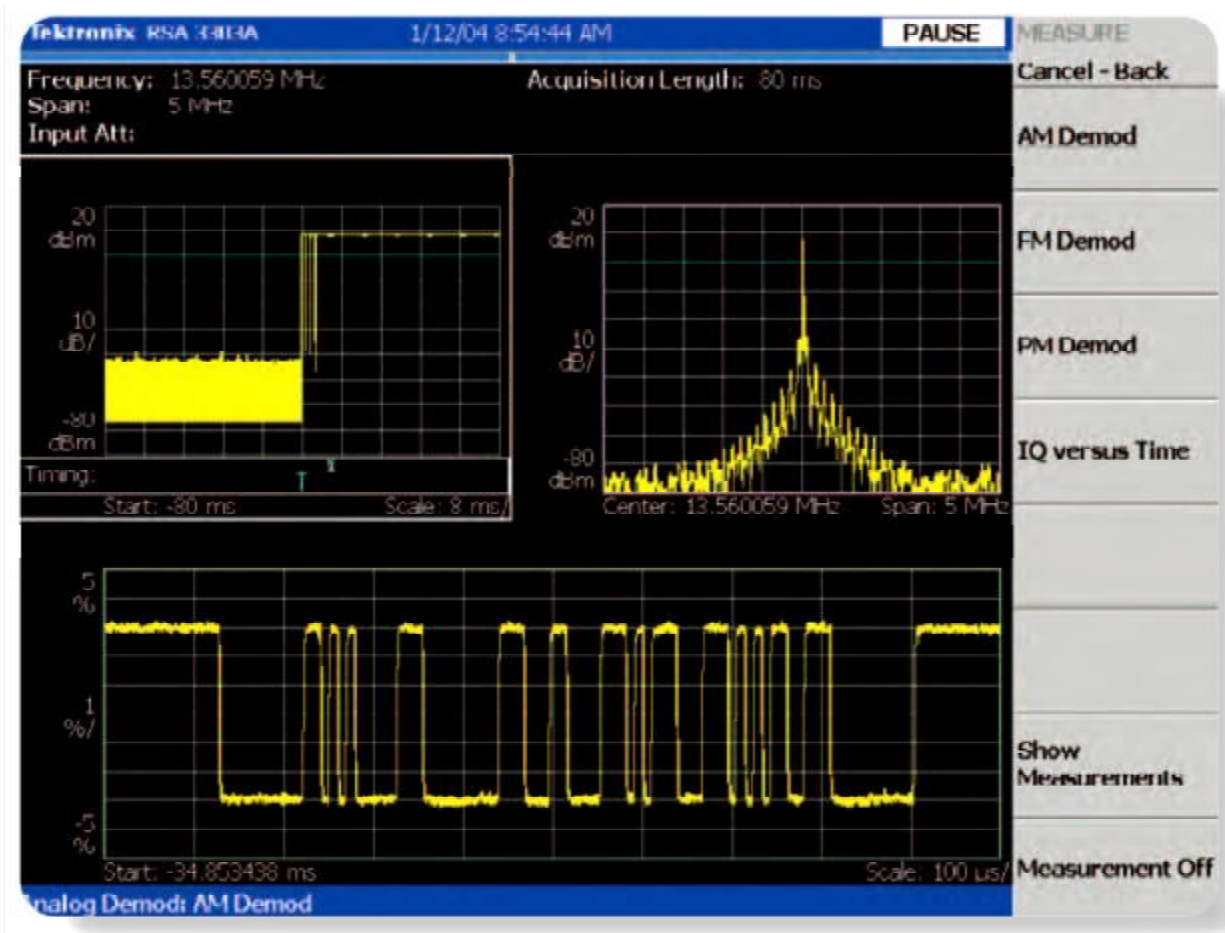 Tektronix RSA 3303A
1/12/04 8:54:44 AM
PAUSE
MEASURE
Frequency: 13.560059 MHz
Acquisition Length: 80 ms
Span: 5 MHz
Input Att:
Cancel - Back
AM Demod
FM Demod
PM Demod
IQ versus Time
Show
Measurements
Measurement Off
20
dBm
10
dB/
-80
dBm
Timing:
T
1
Start: -80 ms
Scale: 8 ms/
20
dBm
10
dB/
-80
dBm
Center: 13.560059 MHz
Span: 5 MHz
5
%
1
%/
-5
%
Start: -34.853438 ms
Scale: 100 µs/
Analog Demod: AM Demod